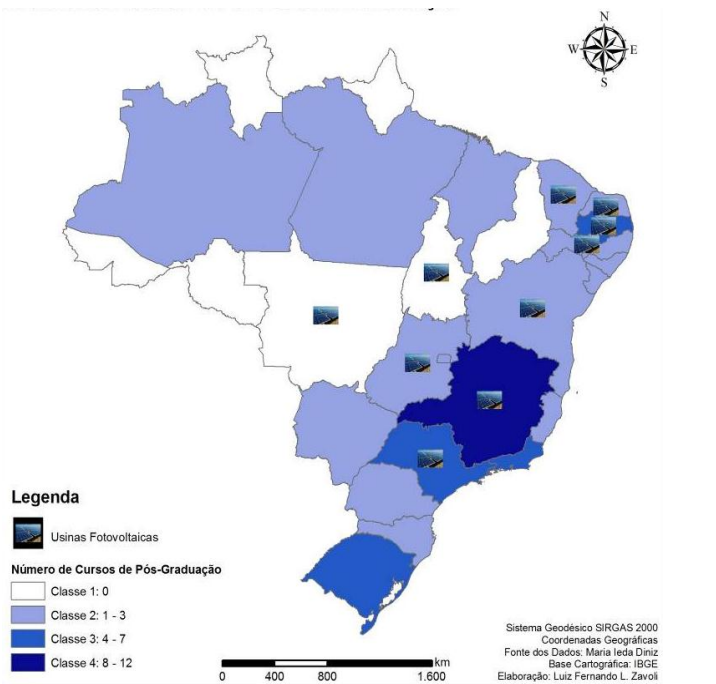 N
W
E
S
Legenda
Usinas Fotovoltaicas
Número de Cursos de Pós-Graduação
Classe 1: 0
Classe 2: 1 - 3
Classe 3: 4 - 7
Classe 4: 8 - 12
km
0 400 800 1.600
Sistema Geodésico SIRGAS 2000
Coordenadas Geográficas
Fonte dos Dados: Maria Ieda Diniz
Base Cartográfica: IBGE
Elaboração: Luiz Fernando L. Zavoli